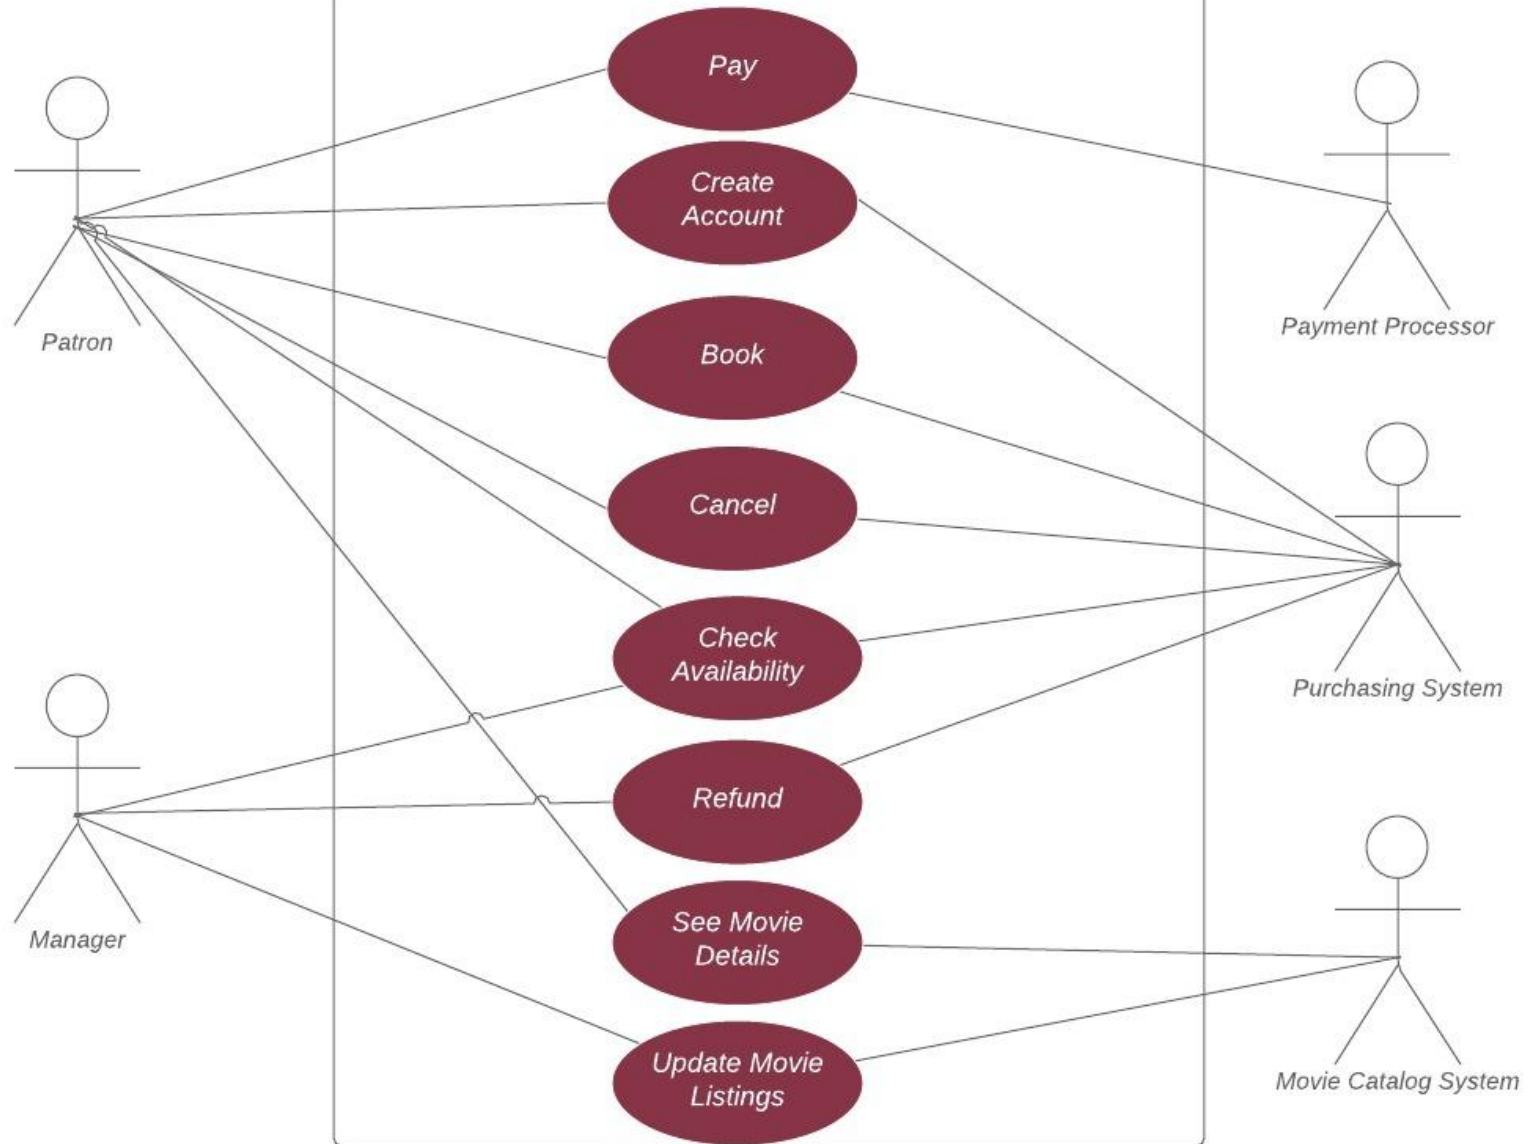 Pay
Create
Account
Patron
Payment Processor
Book
Cancel
Check
Availability
Purchasing System
Refund
Manager
See Movie
Details
Update Movie
Listings
Movie Catalog System